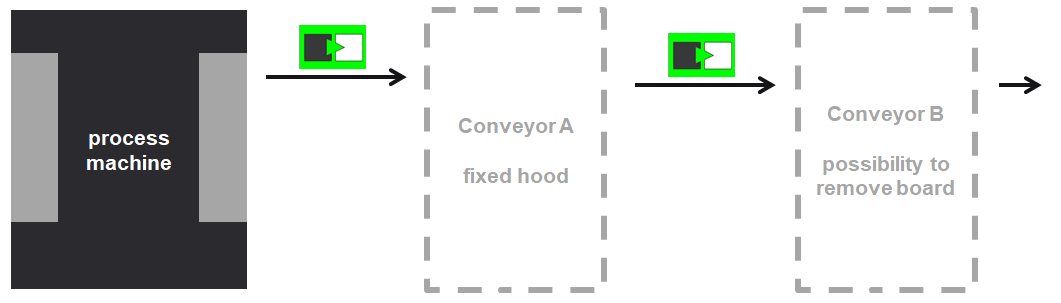 process
machine
Conveyor A
fixed hood
Conveyor B
possibility to
remove board